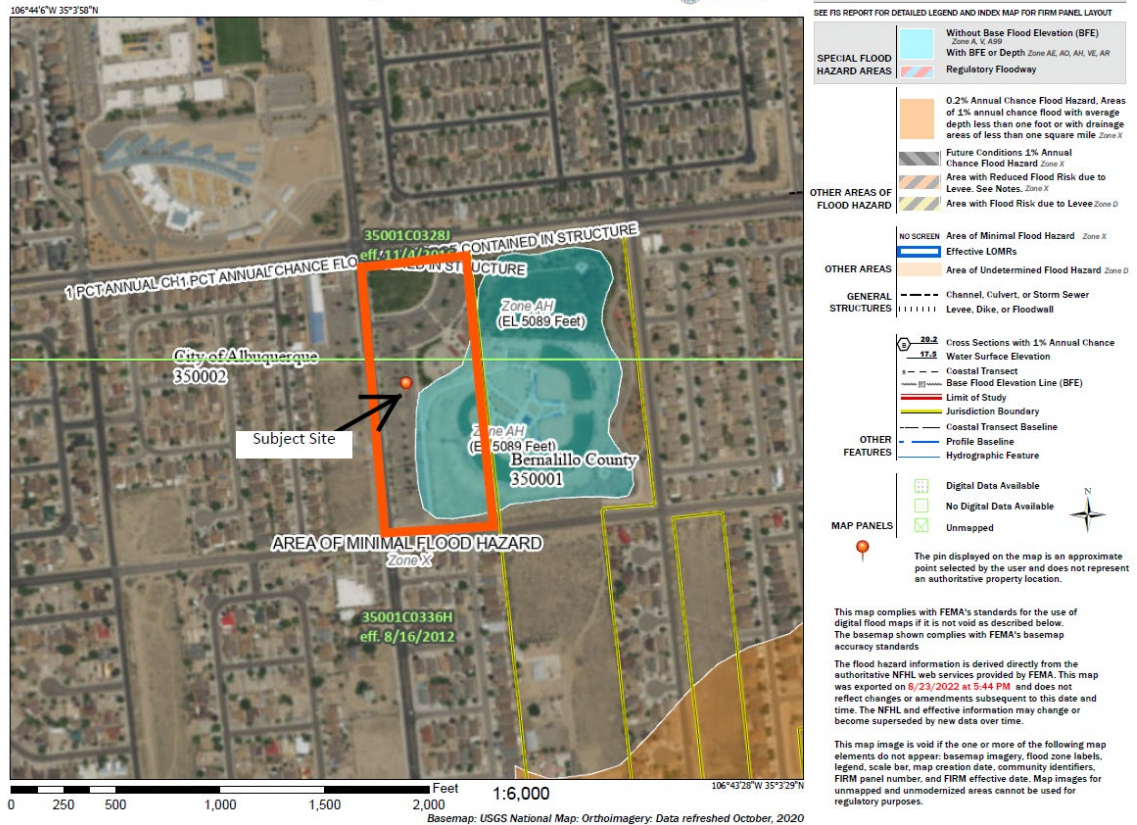 106°44'6"W 35°3'58"N
35001C0328J
eff. 11/4/2016
1 PCT ANNUAL CH
1 PCT ANNUAL CHANCE FLO
CONTAINED IN STRUCTURE
IN STRUCTURE
Zone AH
(EL 5089 Feet)
City of Albuquerque
350002
Subject Site
Zone AH
(EL 5089 Feet)
Bernalillo County
350001
AREA OF MINIMAL FLOOD HAZARD
Zone X
35001C0336H
eff. 8/16/2012
Feet
0 250 500 1,000 1,500 2,000
1:6,000
106°43'28"W 35°3'29"N
Basemap: USGS National Map: Orthoimagery: Data refreshed October, 2020
SEE FIS REPORT FOR DETAILED LEGEND AND INDEX MAP FOR FIRM PANEL LAYOUT
SPECIAL FLOOD
HAZARD AREAS
Without Base Flood Elevation (BFE)
Zone A, V, A99
With BFE or Depth Zone AE, AO, AH, VE, AR
Regulatory Floodway
OTHER AREAS OF
FLOOD HAZARD
0.2% Annual Chance Flood Hazard, Areas
of 1% annual chance flood with average
depth less than one foot or with drainage
areas of less than one square mile Zone X
Future Conditions 1% Annual
Chance Flood Hazard Zone X
Area with Reduced Flood Risk due to
Levee. See Notes. Zone X
Area with Flood Risk due to Levee Zone D
OTHER AREAS
NO SCREEN Area of Minimal Flood Hazard Zone X
Effective LOMRs
Area of Undetermined Flood Hazard Zone D
GENERAL
STRUCTURES
Channel, Culvert, or Storm Sewer
Levee, Dike, or Floodwall
B 20.2 Cross Sections with 1% Annual Chance
17.5 Water Surface Elevation
8 Coastal Transect
513 Base Flood Elevation Line (BFE)
Limit of Study
Jurisdiction Boundary
Coastal Transect Baseline
OTHER
FEATURES
Profile Baseline
Hydrographic Feature
MAP PANELS
Digital Data Available
No Digital Data Available
Unmapped
N
The pin displayed on the map is an approximate
point selected by the user and does not represent
an authoritative property location.
This map complies with FEMA's standards for the use of
digital flood maps if it is not void as described below.
The basemap shown complies with FEMA's basemap
accuracy standards
The flood hazard information is derived directly from the
authoritative NFHL web services provided by FEMA. This map
was exported on 8/23/2022 at 5:44 PM and does not
reflect changes or amendments subsequent to this date and
time. The NFHL and effective information may change or
become superseded by new data over time.
This map image is void if the one or more of the following map
elements do not appear: basemap imagery, flood zone labels,
legend, scale bar, map creation date, community identifiers,
FIRM panel number, and FIRM effective date. Map images for
unmapped and unmodernized areas cannot be used for
regulatory purposes.